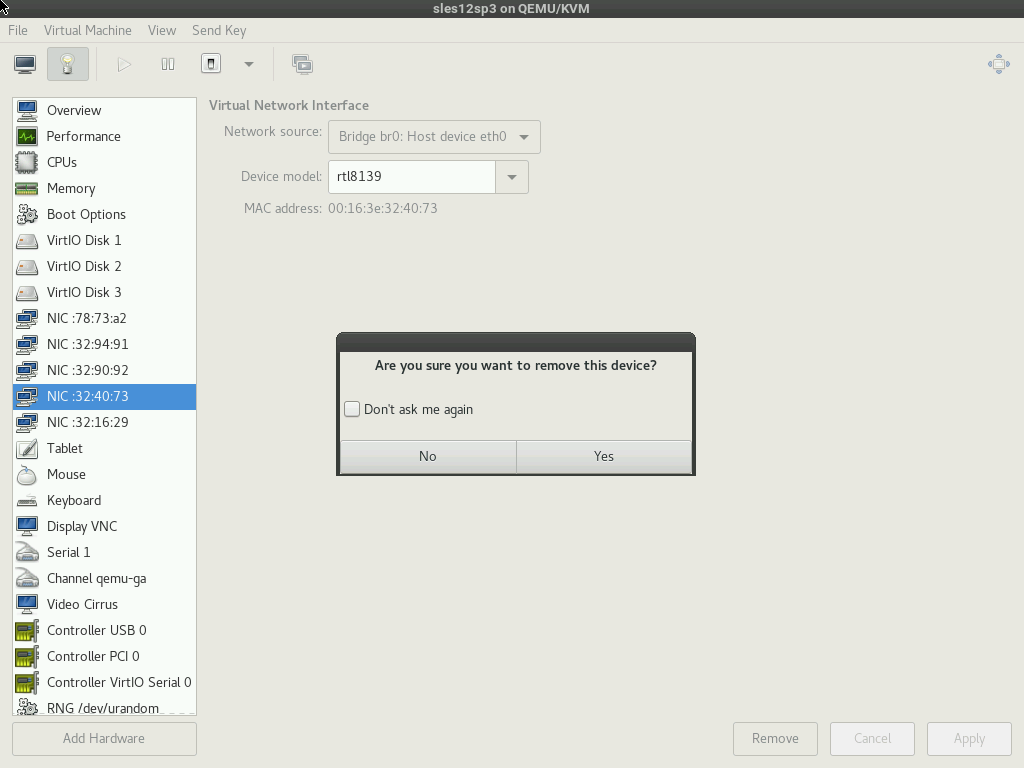 sles12sp3 on QEMU/KVM
File Virtual Machine View Send Key
Overview
Performance
CPUs
Memory
Boot Options
VirtIO Disk 1
VirtIO Disk 2
VirtIO Disk 3
NIC :78:73:a2
NIC :32:94:91
NIC :32:90:92
NIC :32:40:73
NIC :32:16:29
Tablet
Mouse
Keyboard
Display VNC
Serial 1
Channel qemu-ga
Video Cirrus
Controller USB 0
Controller PCI 0
Controller VirtIO Serial 0
RNG /dev/urandom
Add Hardware
Virtual Network Interface
Network source: Bridge br0: Host device eth0
Device model: rtl8139
MAC address: 00:16:3e:32:40:73
Are you sure you want to remove this device?
Don't ask me again
No Yes
Remove Cancel Apply